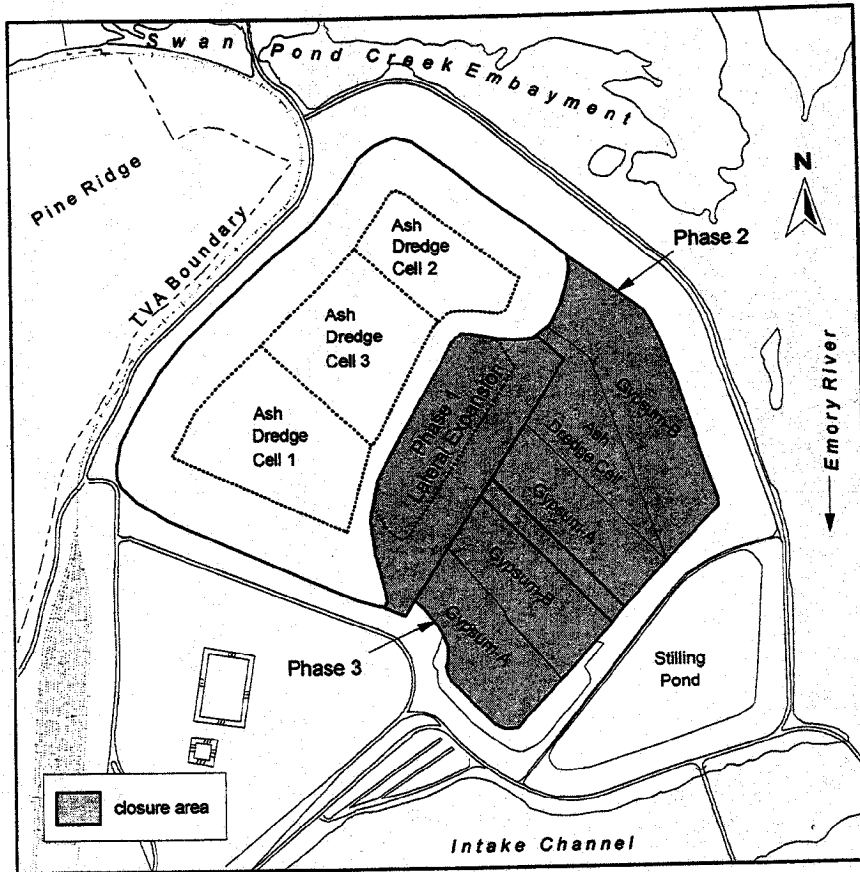 Swan Pond Creek Embayment
Pine Ridge
TVA Boundary
N
Ash
Dredge
Cell 2
Phase 2
Ash
Dredge
Cell 3
Ash
Dredge
Cell 1
Phase 1
Lateral Expansion
Gypsum-B
Ash
Dredge Cell
Emory River
Gypsum-A
Gypsum-B
Gypsum-A
Phase 3
Stilling
Pond
closure area
Intake Channel